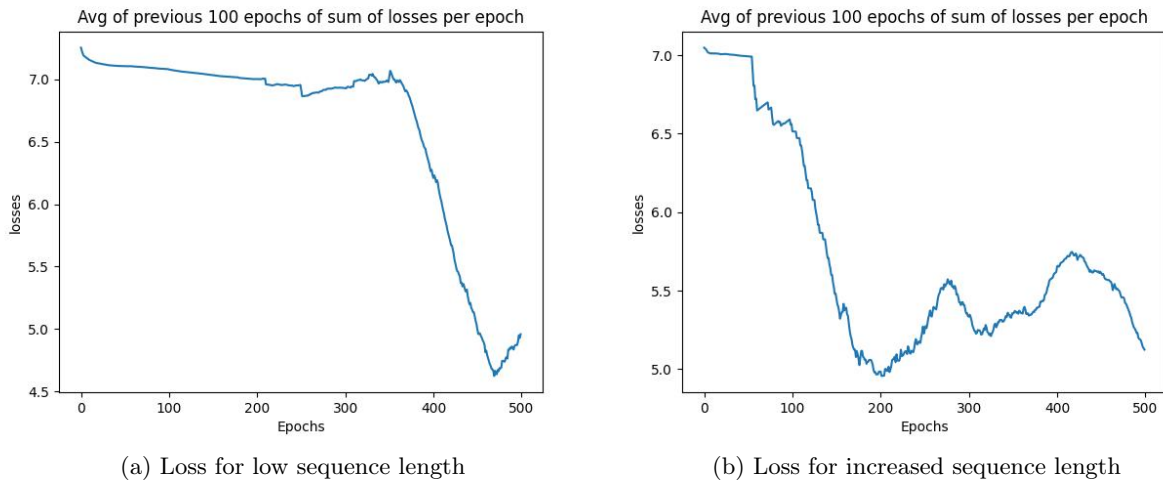 Avg of previous 100 epochs of sum of losses per epoch
7.0
6.5
6.0
5.5
5.0
4.5
losses
0 100 200 300 400 500
Epochs
(a) Loss for low sequence length
Avg of previous 100 epochs of sum of losses per epoch
7.0
6.5
6.0
5.5
5.0
losses
0 100 200 300 400 500
Epochs
(b) Loss for increased sequence length